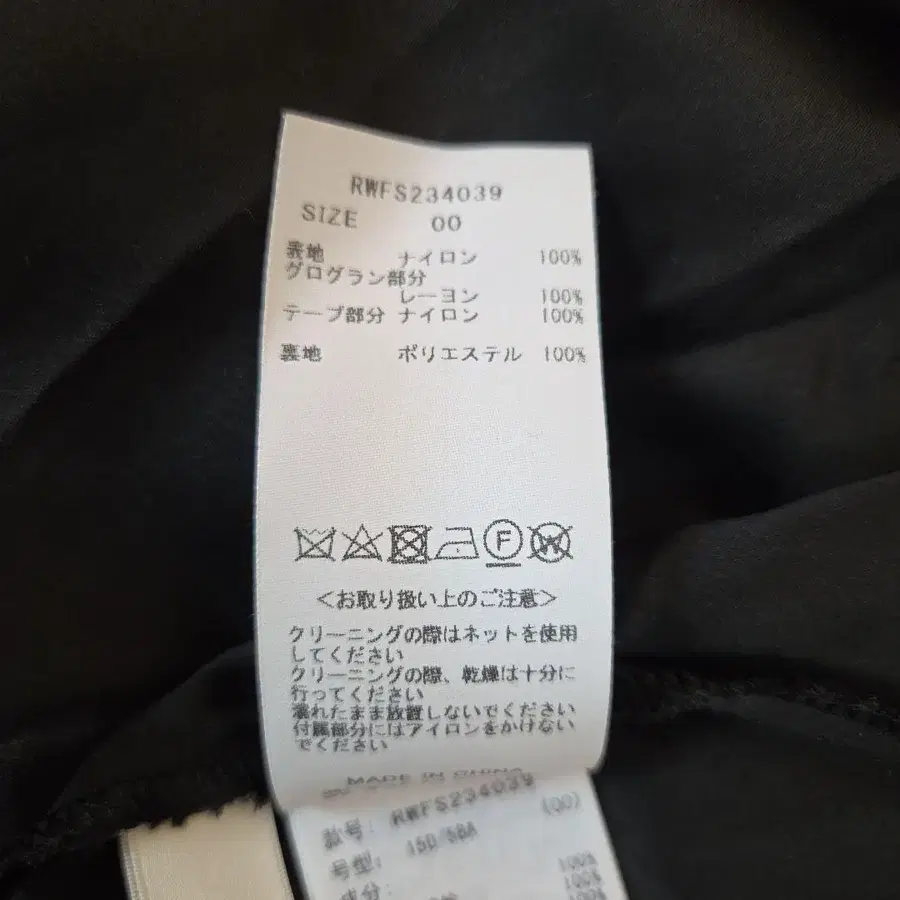 RWFS234039
SIZE 00
表地 ナイロン 100%
グログラン部分
レーヨン 100%
テープ部分 ナイロン 100%
裏地 ポリエステル 100%
F W
<お取り扱い上のご注意>
クリーニングの際はネットを使用
してください
クリーニングの際、乾燥は十分に
行ってください
濡れたまま放置しないでください
付属部分にはアイロンをかけない
でください
MADE IN CHINA
款号: RWFS234039 (00)
号型: 150/58A
成分: 100%
100%
100%